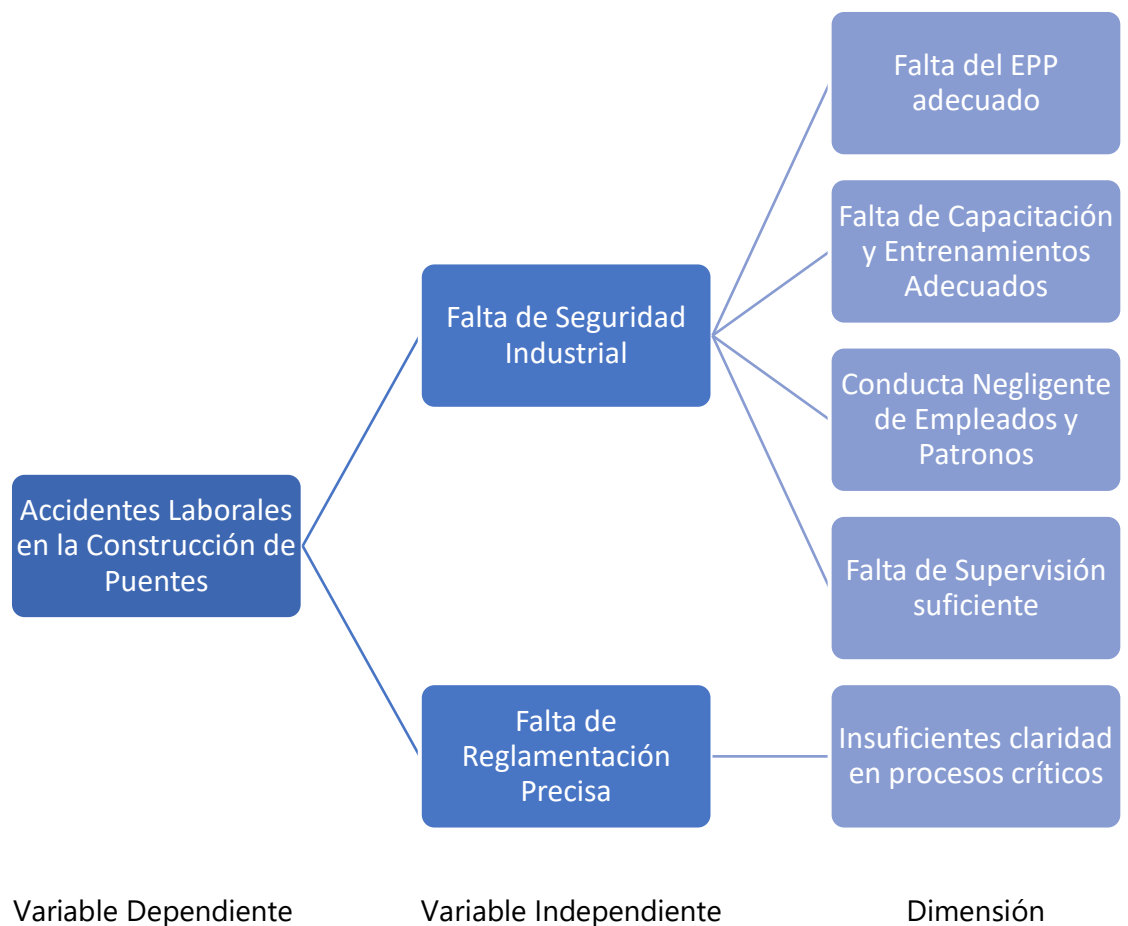 Falta del EPP
adecuado
Falta de Capacitación
y Entrenamientos
Adecuados
Falta de Seguridad
Industrial
Conducta Negligente
de Empleados y
Patronos
Accidentes Laborales
en la Construcción de
Puentes
Falta de Supervisión
suficiente
Falta de
Reglamentación
Precisa
Insuficientes claridad
en procesos críticos
Variable Dependiente
Variable Independiente
Dimensión